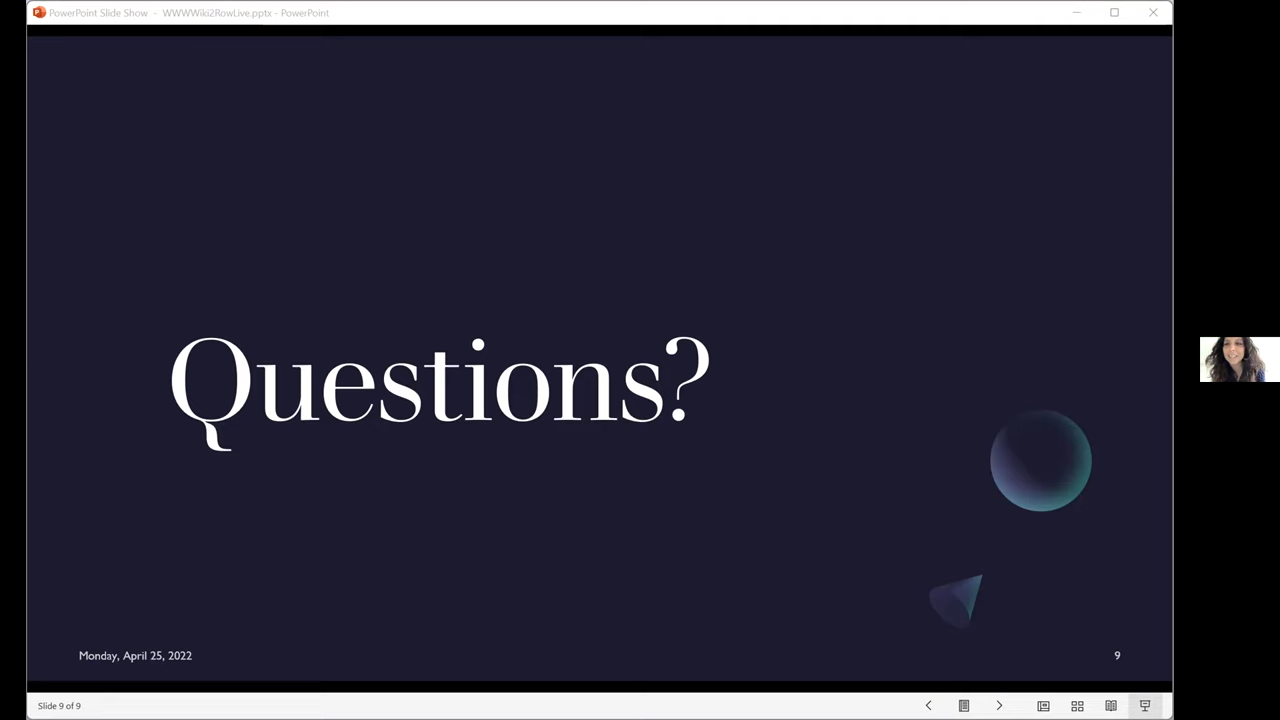 PowerPoint Slide Show - WWWWiki2RowLive.pptx - PowerPoint
Questions?
Monday, April 25, 2022
9
Slide 9 of 9